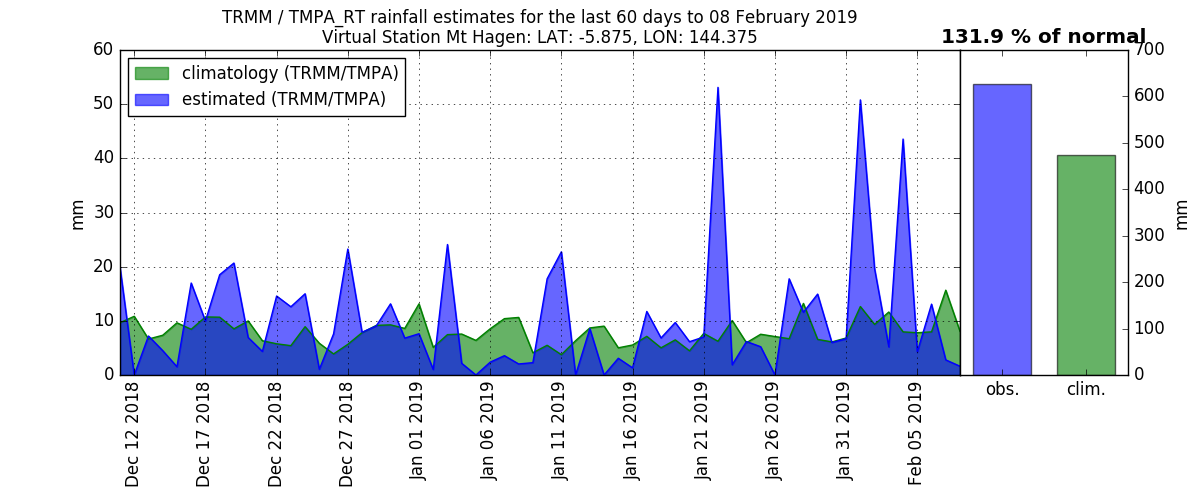 TRMM / TMPA_RT rainfall estimates for the last 60 days to 08 February 2019
Virtual Station Mt Hagen: LAT: -5.875, LON: 144.375
131.9 % of normal
climatology (TRMM/TMPA)
estimated (TRMM/TMPA)
60
50
40
30
20
10
0
mm
Dec 12 2018
Dec 17 2018
Dec 22 2018
Dec 27 2018
Jan 01 2019
Jan 06 2019
Jan 11 2019
Jan 16 2019
Jan 21 2019
Jan 26 2019
Jan 31 2019
Feb 05 2019
obs.
clim.
700
600
500
400
300
200
100
0
mm